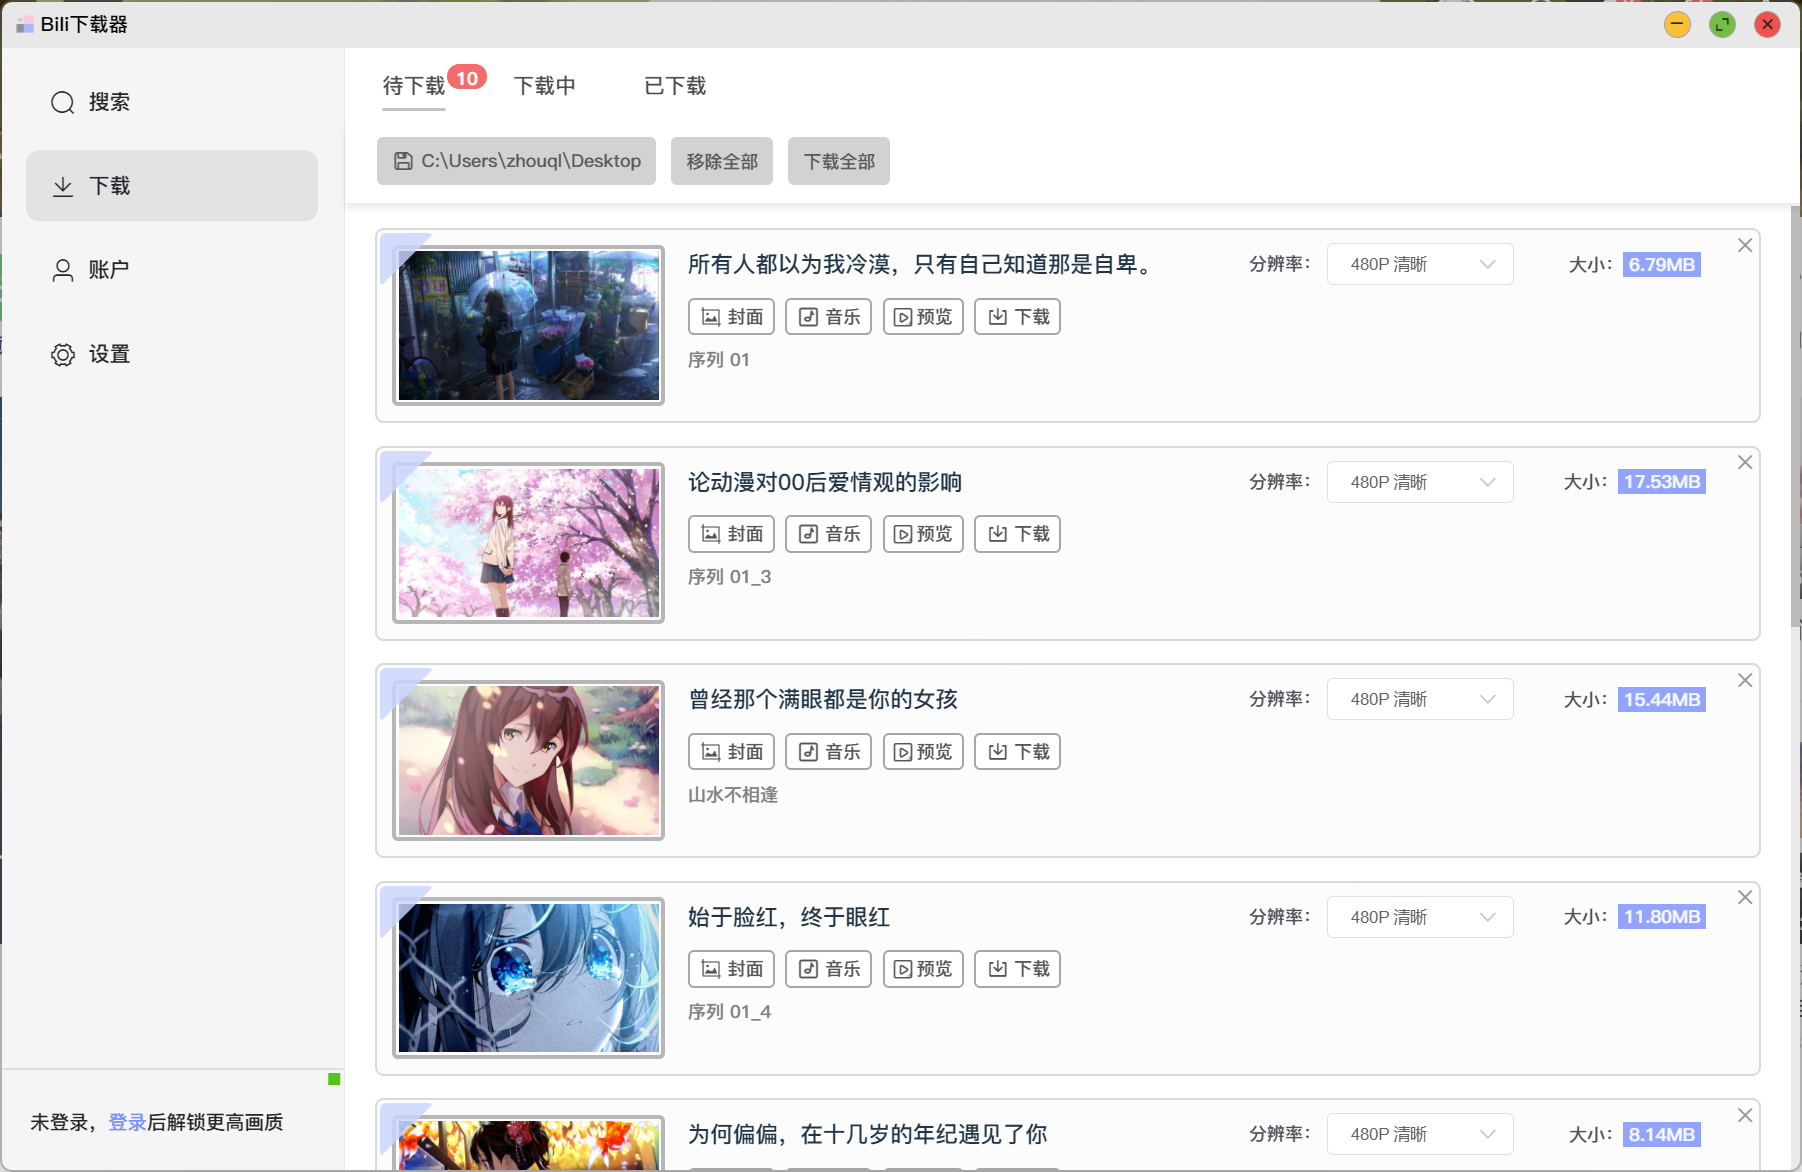 Bili下载器
搜索
下载
账户
设置
未登录，登录后解锁更高画质
待下载 10 下载中 已下载
C:\Users\zhouql\Desktop 移除全部 下载全部
所有人都以为我冷漠，只有自己知道那是自卑。 分辨率： 480P 清晰 大小： 6.79MB
封面 音乐 预览 下载
序列 01
论动漫对00后爱情观的影响 分辨率： 480P 清晰 大小： 17.53MB
封面 音乐 预览 下载
序列 01_3
曾经那个满眼都是你的女孩 分辨率： 480P 清晰 大小： 15.44MB
封面 音乐 预览 下载
山水不相逢
始于脸红，终于眼红 分辨率： 480P 清晰 大小： 11.80MB
封面 音乐 预览 下载
序列 01_4
为何偏偏，在十几岁的年纪遇见了你 分辨率： 480P 清晰 大小： 8.14MB